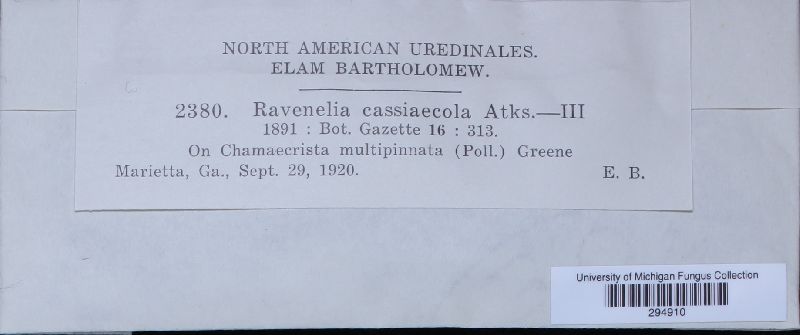 NORTH AMERICAN UREDINALES.
ELAM BARTHOLOMEW.
2380. Ravenelia cassiaecola Atks.—III
1891 : Bot. Gazette 16 : 313.
On Chamaecrista multipinnata (Poll.) Greene
Marietta, Ga., Sept. 29, 1920. E. B.
University of Michigan Fungus Collection
294910